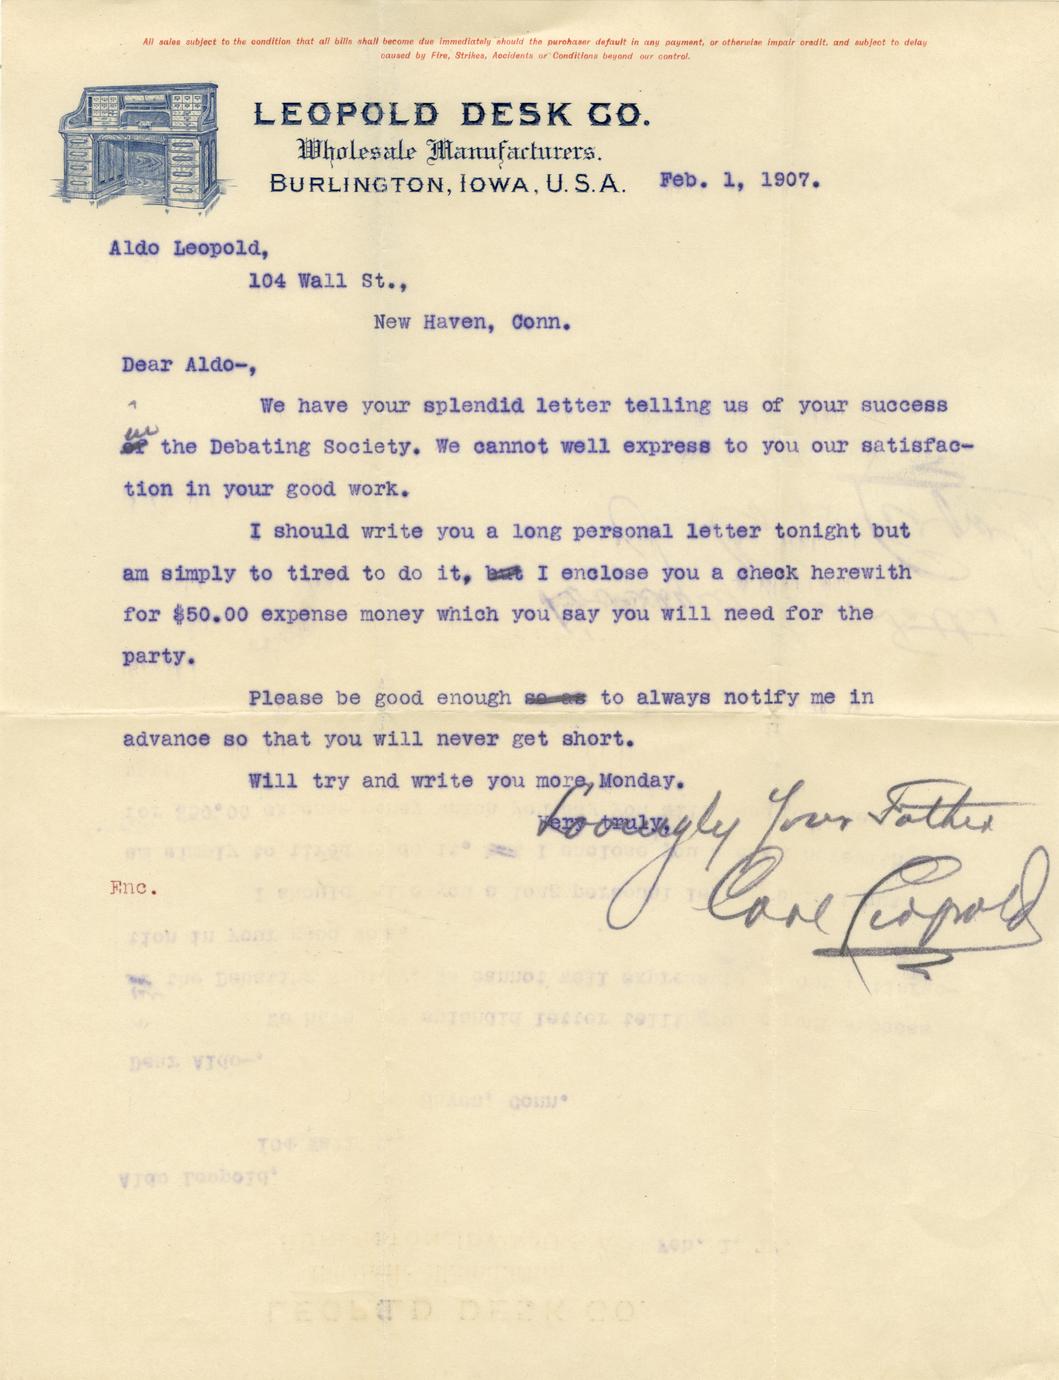 All sales subject to the condition that all bills shall become due immediately should the purchaser default in any payment, or otherwise impair credit, and subject to delay
caused by Fire, Strikes, Accidents or Conditions beyond our control.
LEOPOLD DESK CO.
Wholesale Manufacturers.
BURLINGTON, IOWA, U.S.A.
Feb. 1, 1907.
Aldo Leopold,
104 Wall St.,
New Haven, Conn.
Dear Aldo-,
We have your splendid letter telling us of your success
in
of the Debating Society. We cannot well express to you our satisfac-
tion in your good work.
I should write you a long personal letter tonight but
am simply to tired to do it, but I enclose you a check herewith
for $50.00 expense money which you say you will need for the
party.
Please be good enough so as to always notify me in
advance so that you will never get short.
Will try and write you more Monday.
Very truly,
Lovingly Your Father
Enc.
Carl Leopold